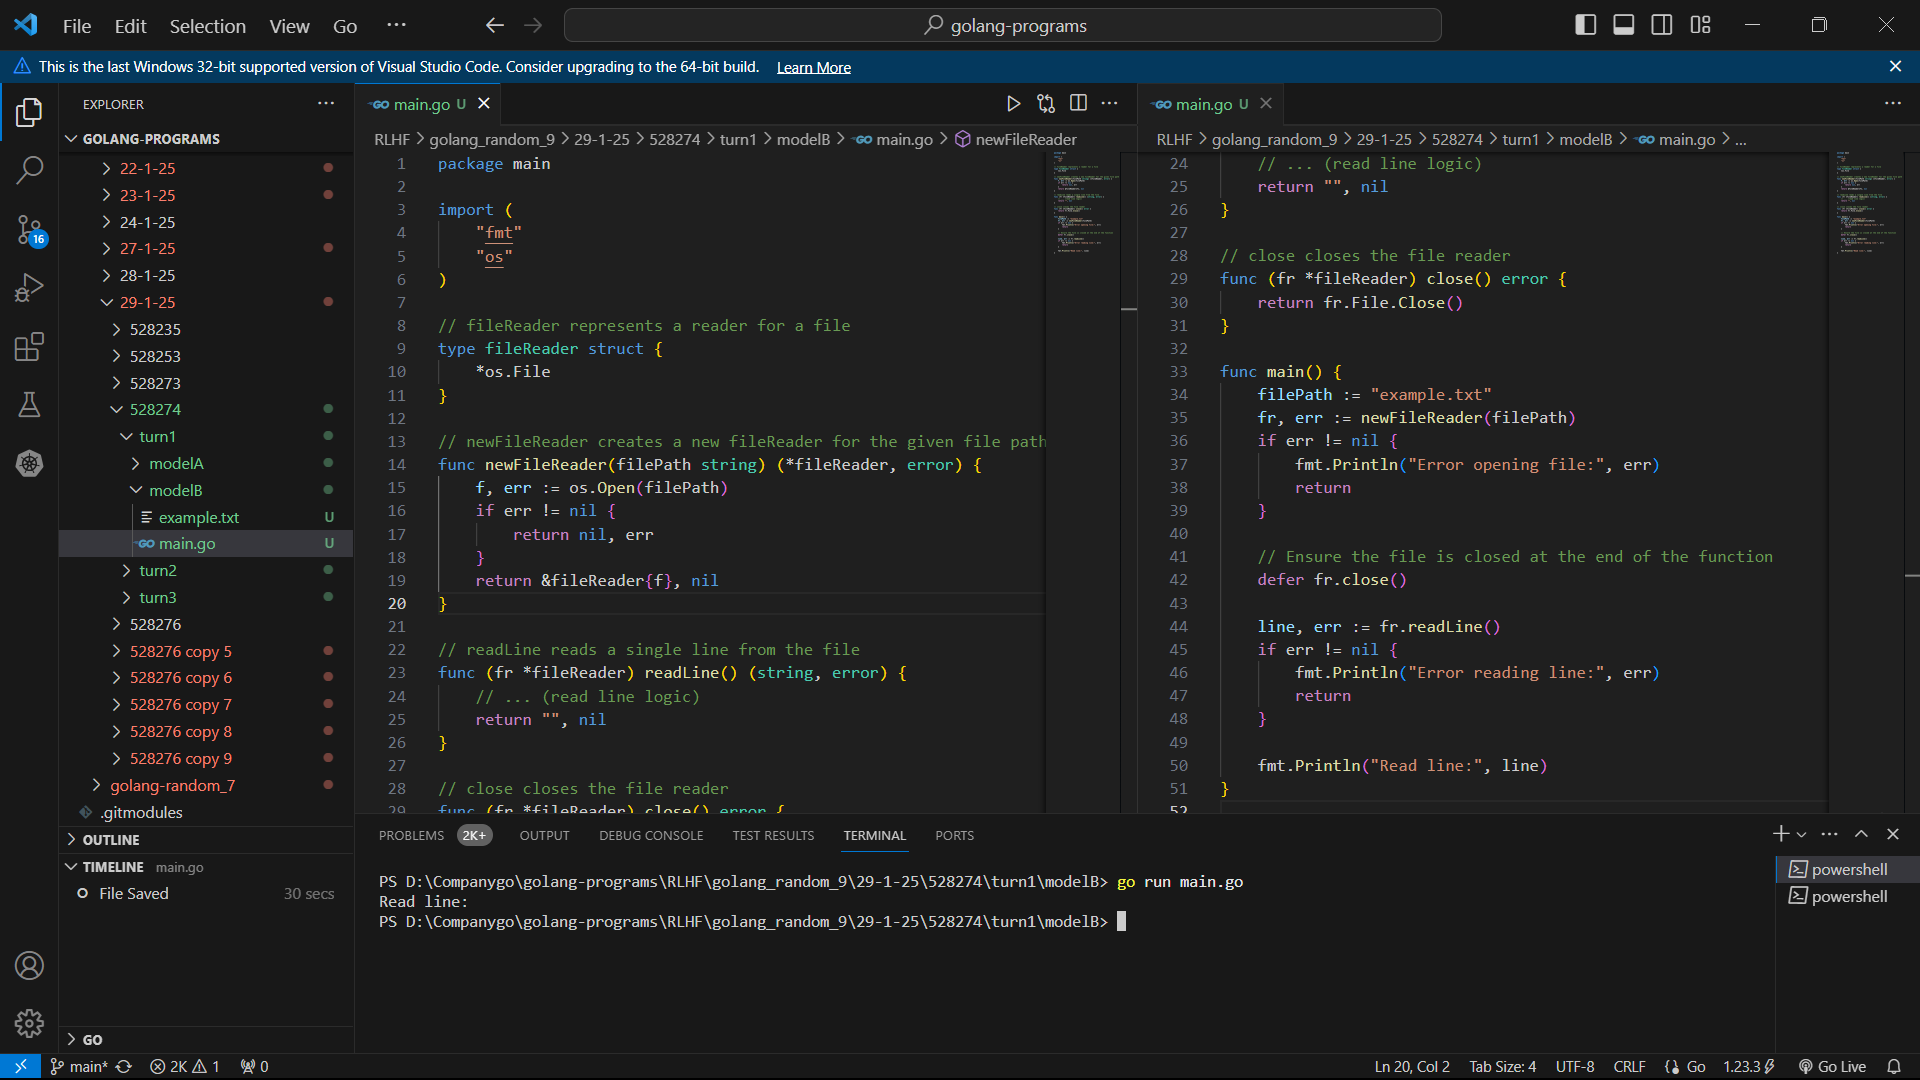 File Edit Selection View Go ··· golang-programs
This is the last Windows 32-bit supported version of Visual Studio Code. Consider upgrading to the 64-bit build. Learn More
EXPLORER
GOLANG-PROGRAMS
22-1-25
23-1-25
24-1-25
27-1-25
28-1-25
29-1-25
528235
528253
528273
528274
turn1
modelA
modelB
example.txt U
main.go U
turn2
turn3
528276
528276 copy 5
528276 copy 6
528276 copy 7
528276 copy 8
528276 copy 9
golang-random_7
.gitmodules
OUTLINE
TIMELINE main.go
File Saved 30 secs
GO
16
main.go U
RLHF > golang_random_9 > 29-1-25 > 528274 > turn1 > modelB > main.go > newFileReader
1 package main
2
3 import (
4 "fmt"
5 "os"
6 )
7
8 // fileReader represents a reader for a file
9 type fileReader struct {
10 *os.File
11 }
12
13 // newFileReader creates a new fileReader for the given file path
14 func newFileReader(filePath string) (*fileReader, error) {
15 f, err := os.Open(filePath)
16 if err != nil {
17 return nil, err
18 }
19 return &fileReader{f}, nil
20 }
21
22 // readLine reads a single line from the file
23 func (fr *fileReader) readLine() (string, error) {
24 // ... (read line logic)
25 return "", nil
26 }
27
28 // close closes the file reader
29 func (fr *fileReader) close() error {
main.go U
RLHF > golang_random_9 > 29-1-25 > 528274 > turn1 > modelB > main.go > ...
24 // ... (read line logic)
25 return "", nil
26 }
27
28 // close closes the file reader
29 func (fr *fileReader) close() error {
30 return fr.File.Close()
31 }
32
33 func main() {
34 filePath := "example.txt"
35 fr, err := newFileReader(filePath)
36 if err != nil {
37 fmt.Println("Error opening file:", err)
38 return
39 }
40
41 // Ensure the file is closed at the end of the function
42 defer fr.close()
43
44 line, err := fr.readLine()
45 if err != nil {
46 fmt.Println("Error reading line:", err)
47 return
48 }
49
50 fmt.Println("Read line:", line)
51 }
52
PROBLEMS 2K+ OUTPUT DEBUG CONSOLE TEST RESULTS TERMINAL PORTS
PS D:\Companygo\golang-programs\RLHF\golang_random_9\29-1-25\528274\turn1\modelB> go run main.go
Read line:
PS D:\Companygo\golang-programs\RLHF\golang_random_9\29-1-25\528274\turn1\modelB>
powershell
powershell
main* 2K 1 0 Ln 20, Col 2 Tab Size: 4 UTF-8 CRLF Go 1.23.3 Go Live